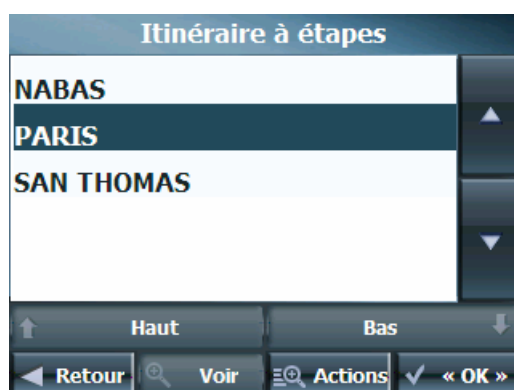 Itinéraire à étapes
NABAS
PARIS
SAN THOMAS
Haut Bas
Retour Voir Actions « OK »